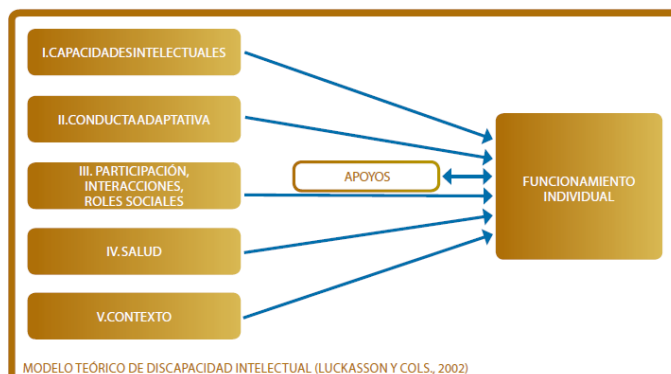 I.CAPACIDADESINTELECTUALES
II.CONDUCTAADAPTATIVA
III. PARTICIPACIÓN,
INTERACCIONES,
ROLES SOCIALES
IV.SALUD
V.CONTEXTO
APOYOS
FUNCIONAMIENTO
INDIVIDUAL
MODELO TEÓRICO DE DISCAPACIDAD INTELECTUAL (LUCKASSON Y COLS., 2002)